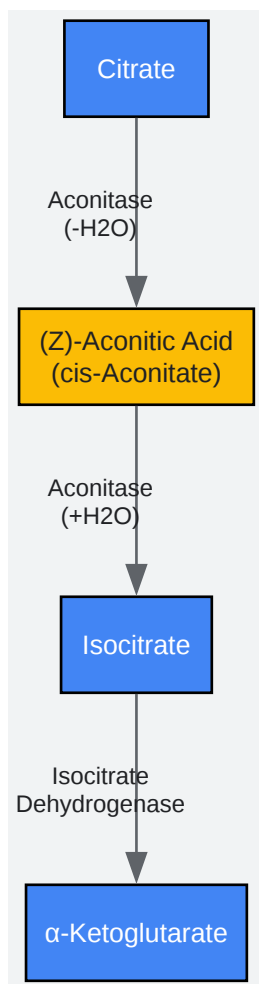 Citrate
Aconitase
(-H2O)
(Z)-Aconitic Acid
(cis-Aconitate)
Aconitase
(+H2O)
Isocitrate
Isocitrate
Dehydrogenase
α-Ketoglutarate